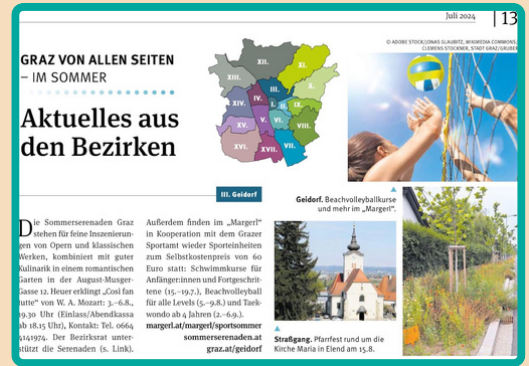 Juli 2024 | 13
© ADOBE STOCK/JONAS GLAUBITZ, WIKIMEDIA COMMONS,
CLEMENS STOCKNER, STADT GRAZ/GRUBER
GRAZ VON ALLEN SEITEN
– IM SOMMER
Aktuelles aus
den Bezirken
XII.
XI.
XIII.
X.
III.
XIV.
IV.
I.
II.
IX.
V.
VI.
VIII.
XV.
XVI.
XVII.
VII.
III. Geidorf
Die Sommerserenaden Graz
stehen für feine Inszenierun-
gen von Opern und klassischen
Werken, kombiniert mit guter
Kulinarik in einem romantischen
Garten in der August-Musger-
Gasse 12. Heuer erklingt „Cosi fan
tutte“ von W. A. Mozart: 3.–6.8.,
19.30 Uhr (Einlass/Abendkassa
ab 18.15 Uhr), Kontakt: Tel. 0664
4141974. Der Bezirksrat unter-
stützt die Serenaden (s. Link).
Außerdem finden im „Margerl“
in Kooperation mit dem Grazer
Sportamt wieder Sporteinheiten
zum Selbstkostenpreis von 60
Euro statt: Schwimmkurse für
Anfänger:innen und Fortgeschrit-
tene (15.–19.7.), Beachvolleyball
für alle Levels (5.–9.8.) und Taek-
wondo ab 4 Jahren (2.–6.9.).
margerl.at/margerl/sportsommer
sommerserenaden.at
graz.at/geidorf
Geidorf. Beachvolleyballkurse
und mehr im „Margerl“.
Straßgang. Pfarrfest rund um die
Kirche Maria in Elend am 15.8.